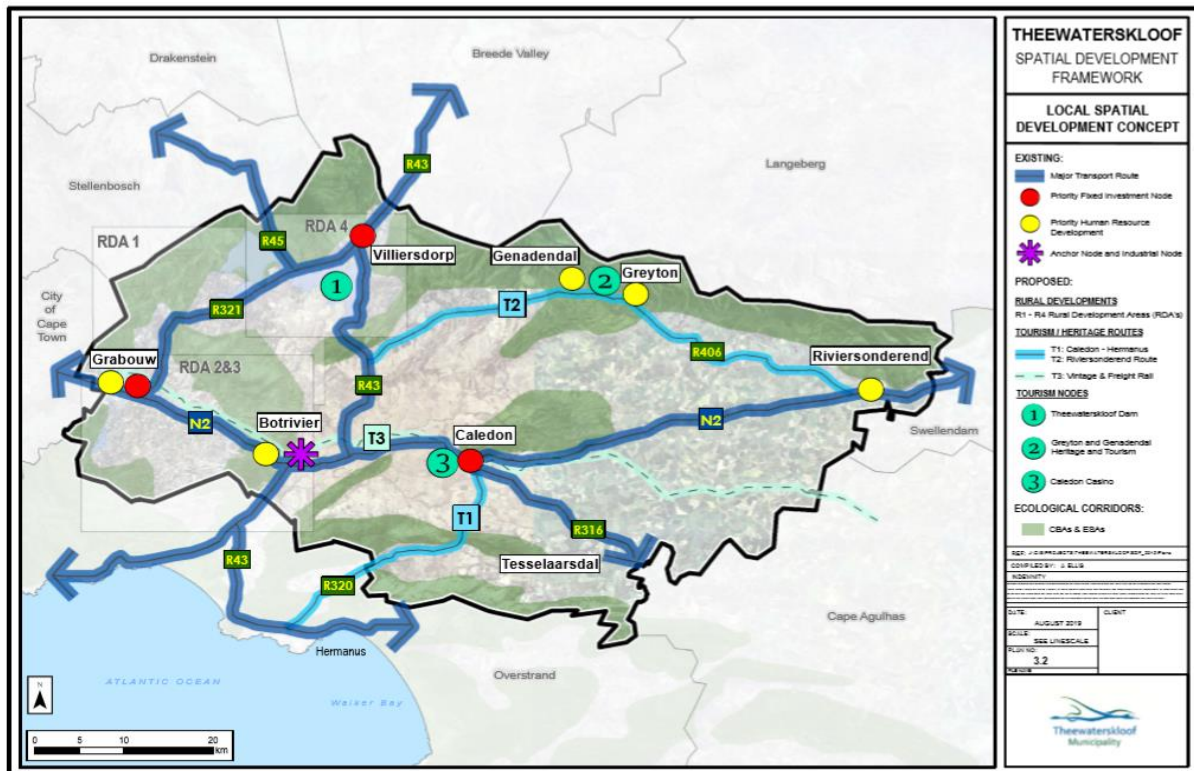 Drakenstein
Breede Valley
Langeberg
Stellenbosch
City
of
Cape
Town
Swellendam
Cape Agulhas
Overstrand
Hermanus
ATLANTIC OCEAN
Walker Bay
RDA 1
RDA 4
RDA 2&3
R43
R45
Villiersdorp
Genadendal
Greyton
1
2
R321
T2
R406
Riviersonderend
Grabouw
R43
N2
Botrivier
T3
Caledon
N2
3
T1
R316
Tesselaarsdal
R43
R320
N
0 5 10 20
km
THEEWATERSKLOOF
SPATIAL DEVELOPMENT
FRAMEWORK
LOCAL SPATIAL
DEVELOPMENT CONCEPT
EXISTING:
Major Transport Route
Priority Fixed Investment Node
Priority Human Resource
Development
Anchor Node and Industrial Node
PROPOSED:
RURAL DEVELOPMENTS
R1 - R4 Rural Development Areas (RDA's)
TOURISM / HERITAGE ROUTES
T1: Caledon - Hermanus
T2: Riviersonderend Route
T3: Vintage & Freight Rail
TOURISM NODES
1 Theewaterskloof Dam
2 Greyton and Genadendal
Heritage and Tourism
3 Caledon Casino
ECOLOGICAL CORRIDORS:
CBAs & ESAs
COMPILED BY: J. ELLIS
INDEMNITY
DATE: CLIENT
AUGUST 2019
SCALE:
SEE LINESCALE
PLAN NO:
3.2
Theewaterskloof
Municipality